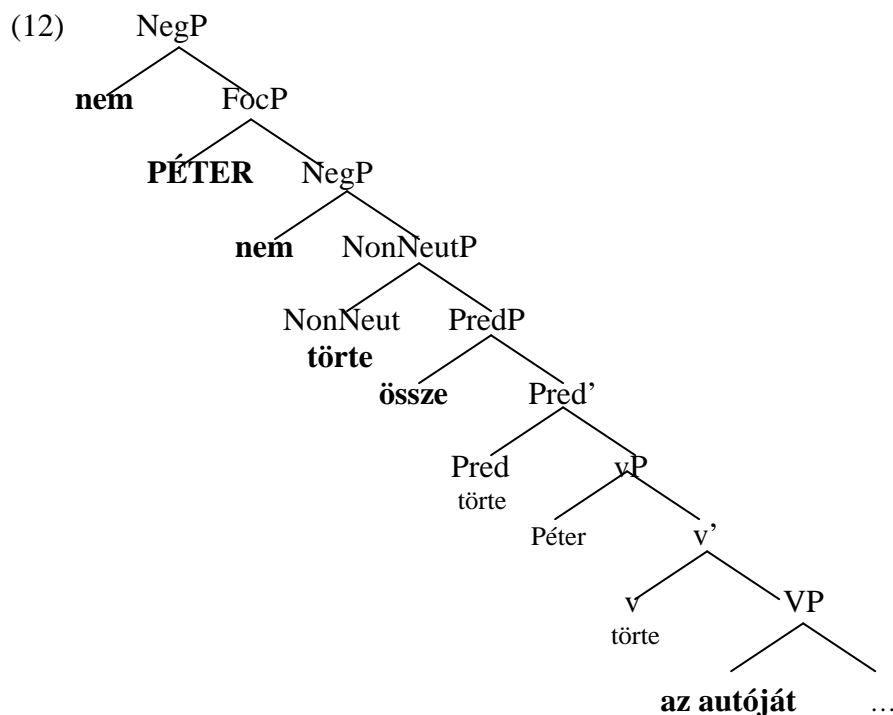 (12) NegP
nem FocP
PÉTER NegP
nem NonNeutP
NonNeut PredP
törte
össze Pred’
Pred vP
törte
Péter v’
v VP
törte
az autóját …